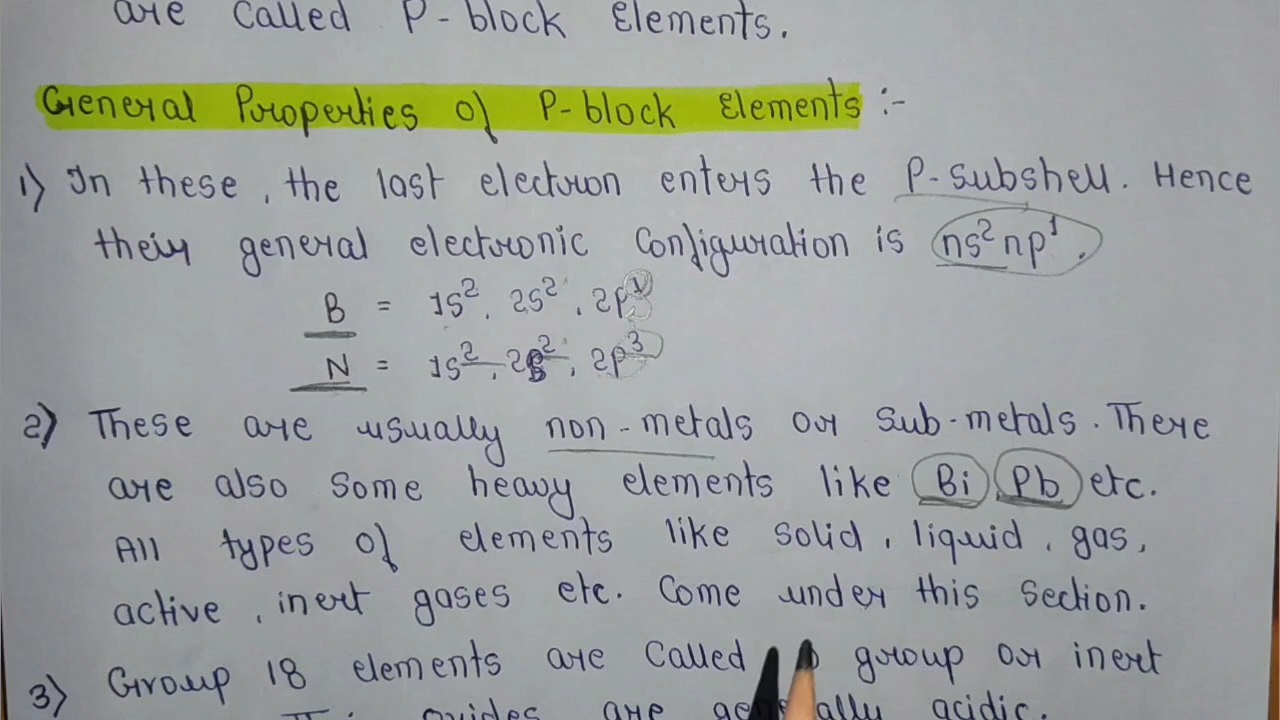 are Called P-block Elements.
General Properties of P-block Elements :-
1) In these, the last electron enters the P-Subshell. Hence
their general electronic Configuration is ns² np¹.
B = 1s², 2s², 2p¹
N = 1s², 2s², 2p³
2) These are usually non-metals or Sub-metals. There
are also Some heavy elements like Bi Pb etc.
All types of elements like Solid, liquid, gas,
active, inert gases etc. Come under this Section.
3) Group 18 elements are Called group or inert
oxides are generally acidic.